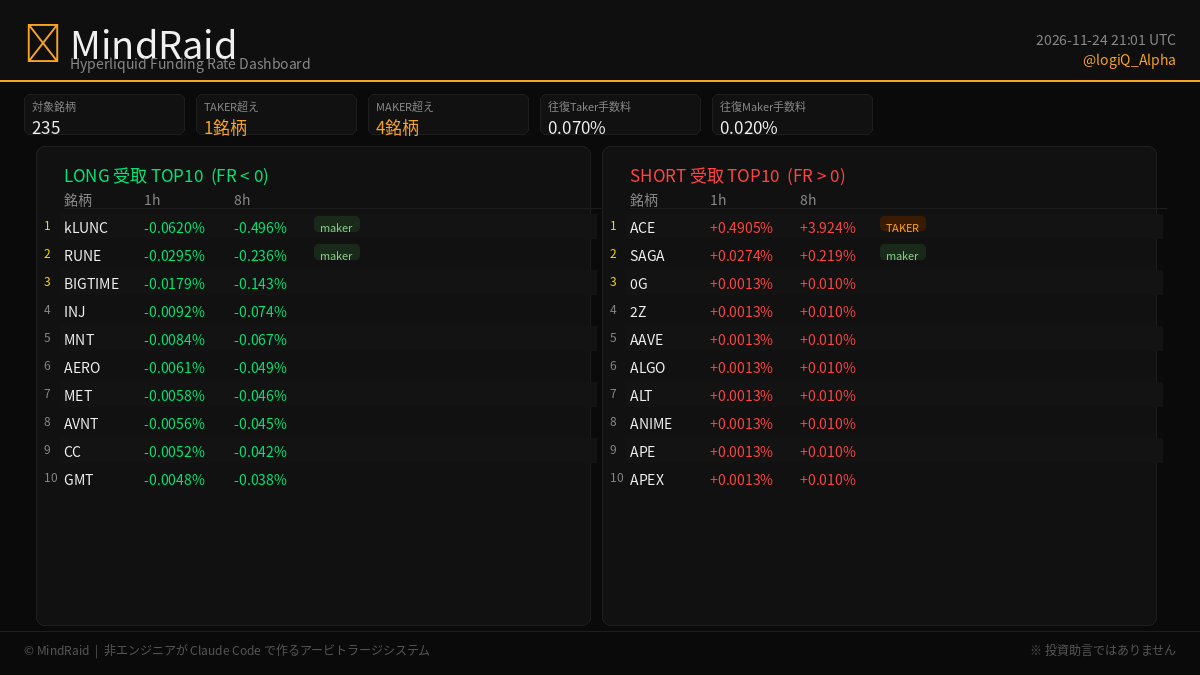 MindRaid
Hyperliquid Funding Rate Dashboard
2026-11-24 21:01 UTC
@logiQ_Alpha
対象銘柄
235
TAKER超え
1銘柄
MAKER超え
4銘柄
往復Taker手数料
0.070%
往復Maker手数料
0.020%
LONG 受取 TOP10 (FR < 0)
銘柄 1h 8h
1 kLUNC -0.0620% -0.496% maker
2 RUNE -0.0295% -0.236% maker
3 BIGTIME -0.0179% -0.143%
4 INJ -0.0092% -0.074%
5 MNT -0.0084% -0.067%
6 AERO -0.0061% -0.049%
7 MET -0.0058% -0.046%
8 AVNT -0.0056% -0.045%
9 CC -0.0052% -0.042%
10 GMT -0.0048% -0.038%
SHORT 受取 TOP10 (FR > 0)
銘柄 1h 8h
1 ACE +0.4905% +3.924% TAKER
2 SAGA +0.0274% +0.219% maker
3 0G +0.0013% +0.010%
4 2Z +0.0013% +0.010%
5 AAVE +0.0013% +0.010%
6 ALGO +0.0013% +0.010%
7 ALT +0.0013% +0.010%
8 ANIME +0.0013% +0.010%
9 APE +0.0013% +0.010%
10 APEX +0.0013% +0.010%
© MindRaid | 非エンジニアが Claude Code で作るアービトラージシステム
※ 投資助言ではありません